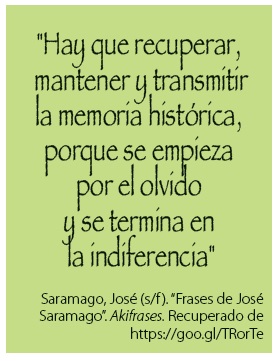 "Hay que recuperar,
mantener y transmitir
la memoria histórica,
porque se empieza
por el olvido
y se termina en
la indiferencia"
Saramago, José (s/f). "Frases de José
Saramago". Akifrases. Recuperado de
https://goo.gl/TRorTe